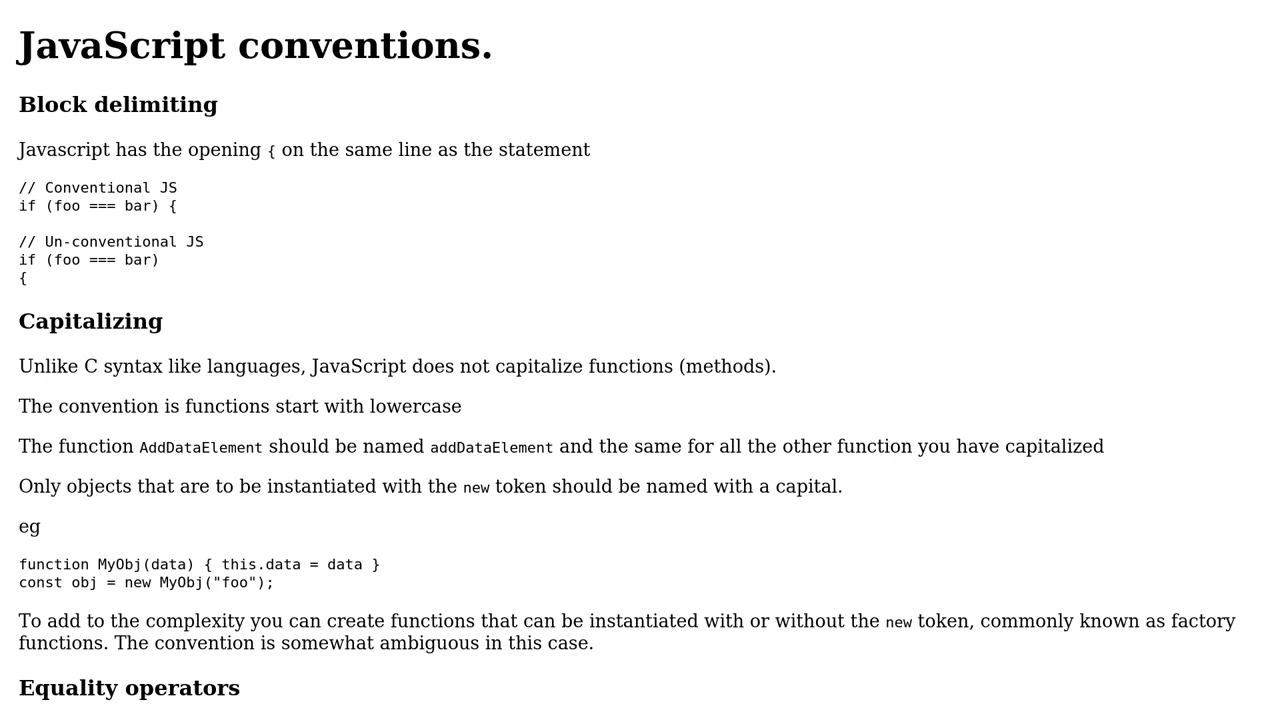 JavaScript conventions.
Block delimiting
Javascript has the opening { on the same line as the statement
// Conventional JS
if (foo === bar) {
// Un-conventional JS
if (foo === bar)
{
Capitalizing
Unlike C syntax like languages, JavaScript does not capitalize functions (methods).
The convention is functions start with lowercase
The function AddDataElement should be named addDataElement and the same for all the other function you have capitalized
Only objects that are to be instantiated with the new token should be named with a capital.
eg
function MyObj(data) { this.data = data }
const obj = new MyObj("foo");
To add to the complexity you can create functions that can be instantiated with or without the new token, commonly known as factory
functions. The convention is somewhat ambiguous in this case.
Equality operators